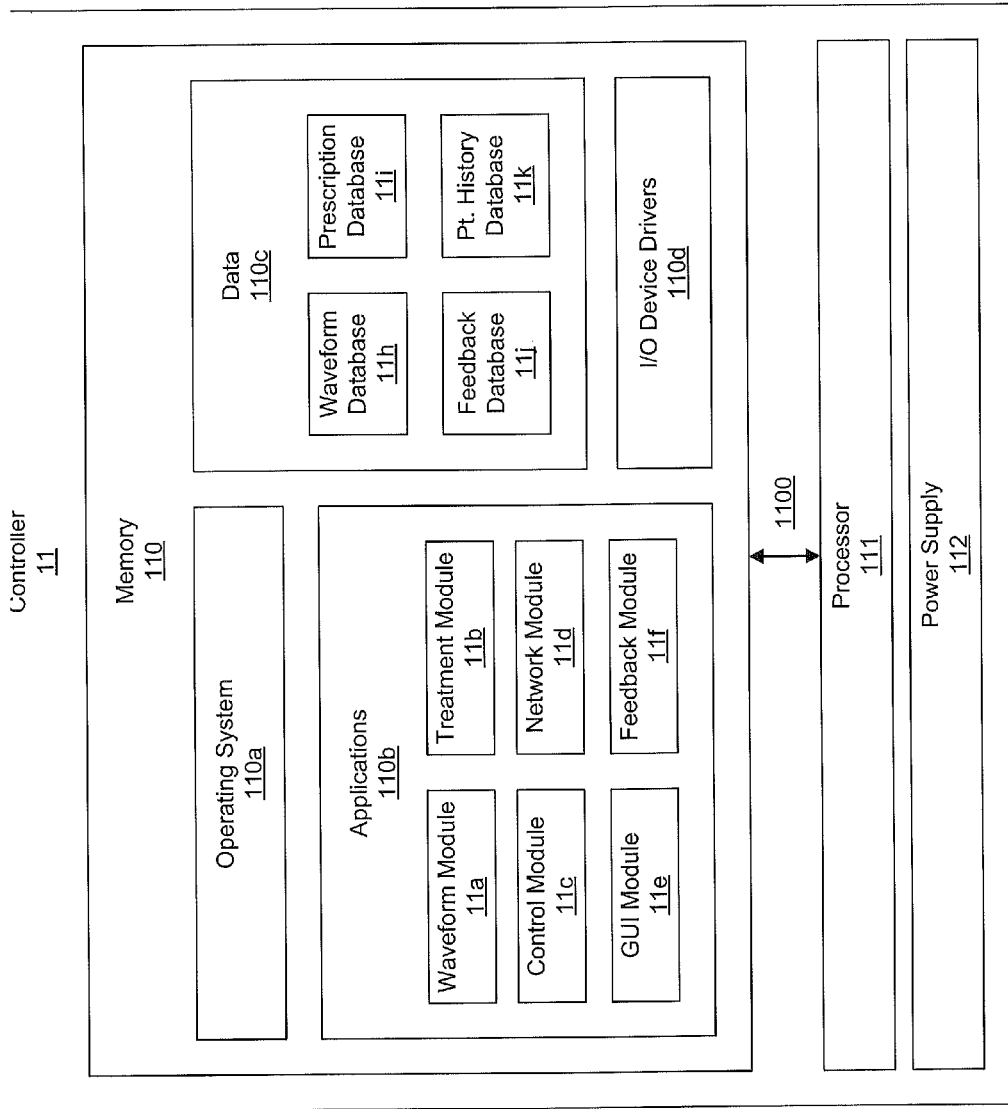 Controller
11
Memory
110
Operating System
110a
Applications
110b
Waveform Module
11a
Treatment Module
11b
Control Module
11c
Network Module
11d
GUI Module
11e
Feedback Module
11f
Data
110c
Waveform
Database
11h
Prescription
Database
11i
Feedback
Database
11j
Pt. History
Database
11k
I/O Device Drivers
110d
1100
Processor
111
Power Supply
112